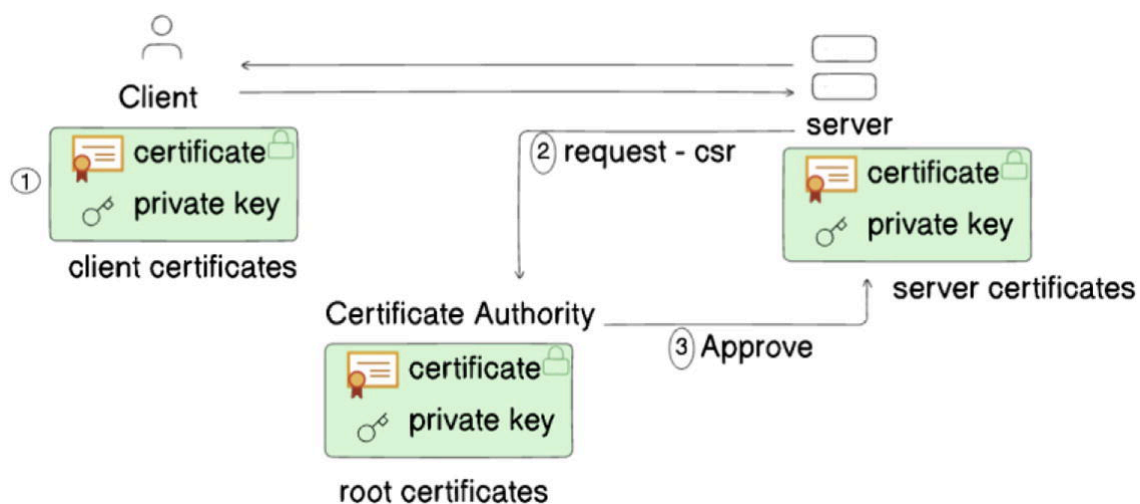 Client
server
② request - csr
certificate
private key
①
client certificates
certificate
private key
server certificates
Certificate Authority
③ Approve
certificate
private key
root certificates